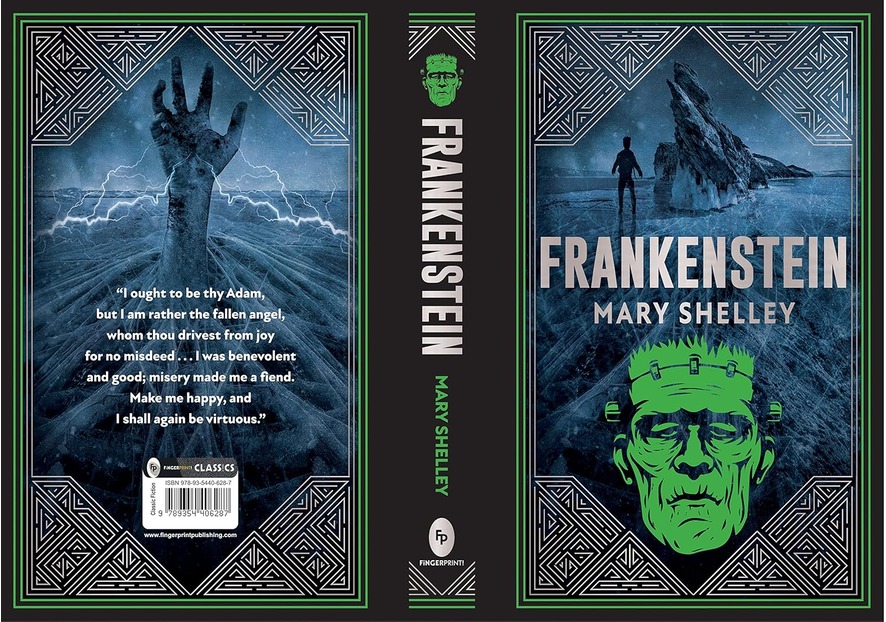 “I ought to be thy Adam,
but I am rather the fallen angel,
whom thou drivest from joy
for no misdeed . . . I was benevolent
and good; misery made me a fiend.
Make me happy, and
I shall again be virtuous.”
FP FINGERPRINT! CLASSICS
ISBN 978-93-5440-628-7
Classic Fiction
9 789354 406287
www.fingerprintpublishing.com
FRANKENSTEIN
MARY SHELLEY
FP
FiNGERPRINT!
FRANKENSTEIN
MARY SHELLEY